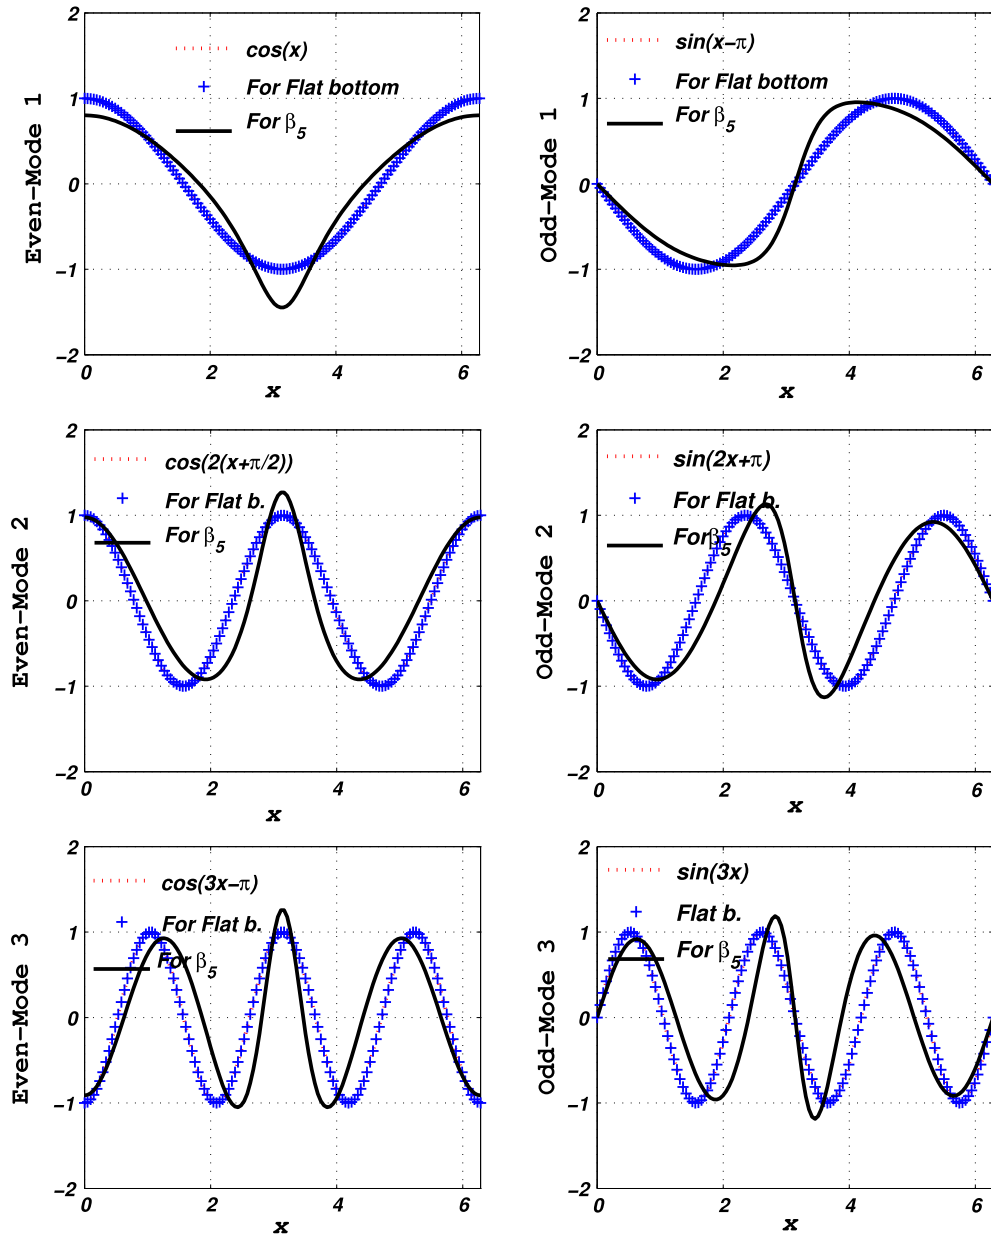 Even-Mode 1
2
1
0
−1
−2
cos(x)
For Flat bottom
For β5
0 2 4 6
x
Odd-Mode 1
2
1
0
−1
−2
sin(x−π)
For Flat bottom
For β5
0 2 4 6
x
Even-Mode 2
2
1
0
−1
−2
cos(2(x+π/2))
For Flat b.
For β5
0 2 4 6
x
Odd-Mode 2
2
1
0
−1
−2
sin(2x+π)
For Flat b.
Forβ5
0 2 4 6
x
Even-Mode 3
2
1
0
−1
−2
cos(3x−π)
For Flat b.
For β5
0 2 4 6
x
Odd-Mode 3
2
1
0
−1
−2
sin(3x)
Flat b.
For β5
0 2 4 6
x